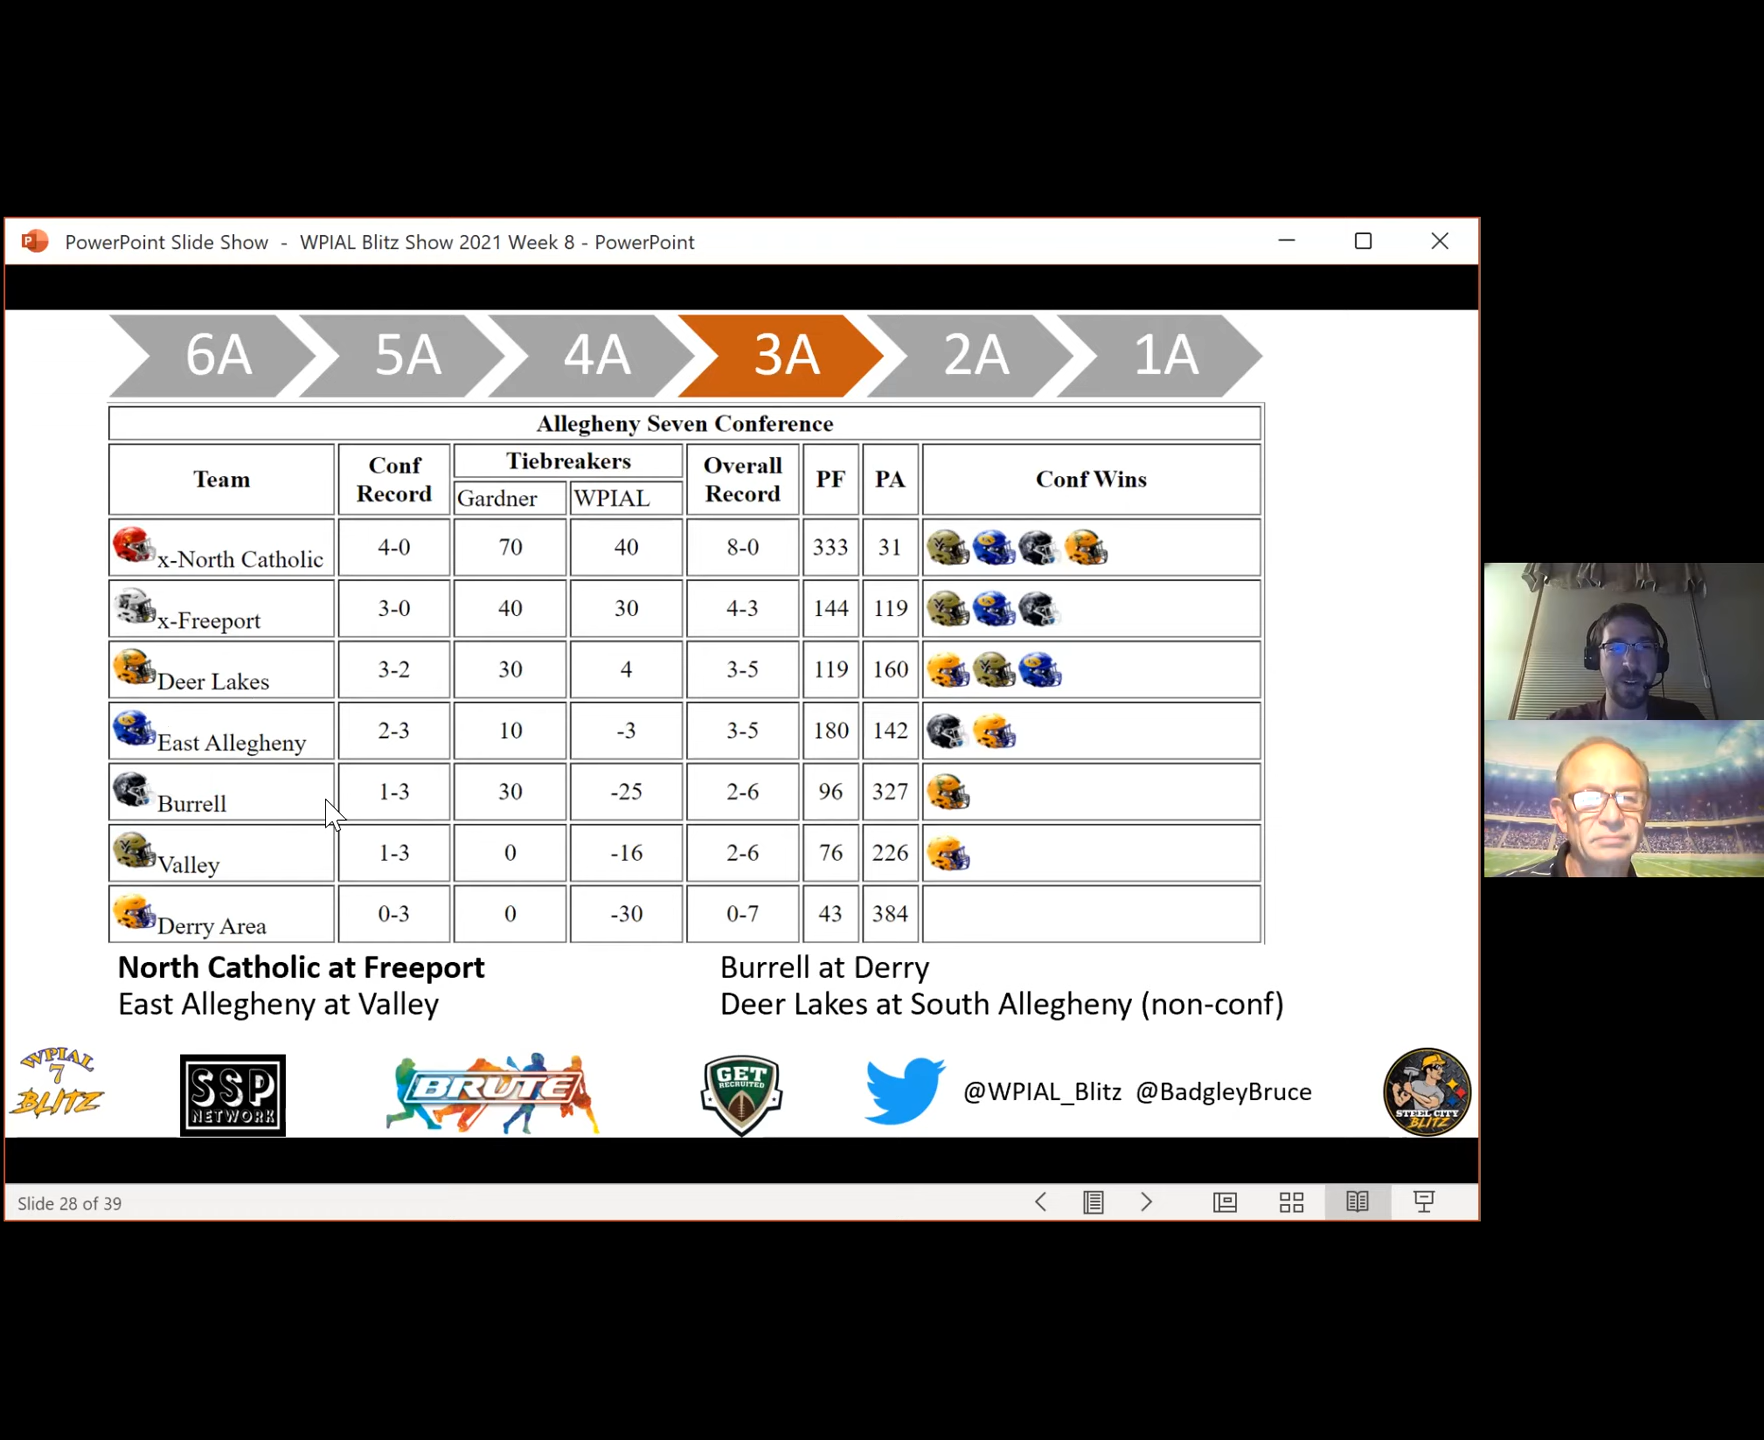 PowerPoint Slide Show - WPIAL Blitz Show 2021 Week 8 - PowerPoint
6A 5A 4A 3A 2A 1A
Allegheny Seven Conference
Team Conf Record Tiebreakers Overall Record PF PA Conf Wins
Gardner WPIAL
x-North Catholic 4-0 70 40 8-0 333 31
x-Freeport 3-0 40 30 4-3 144 119
Deer Lakes 3-2 30 4 3-5 119 160
East Allegheny 2-3 10 -3 3-5 180 142
Burrell 1-3 30 -25 2-6 96 327
Valley 1-3 0 -16 2-6 76 226
Derry Area 0-3 0 -30 0-7 43 384
North Catholic at Freeport Burrell at Derry
East Allegheny at Valley Deer Lakes at South Allegheny (non-conf)
WPIAL
7
BLITZ
SSP
NETWORK
BRUTE
GET
RECRUITED
@WPIAL_Blitz @BadgleyBruce
STEEL CITY
BLITZ
Slide 28 of 39